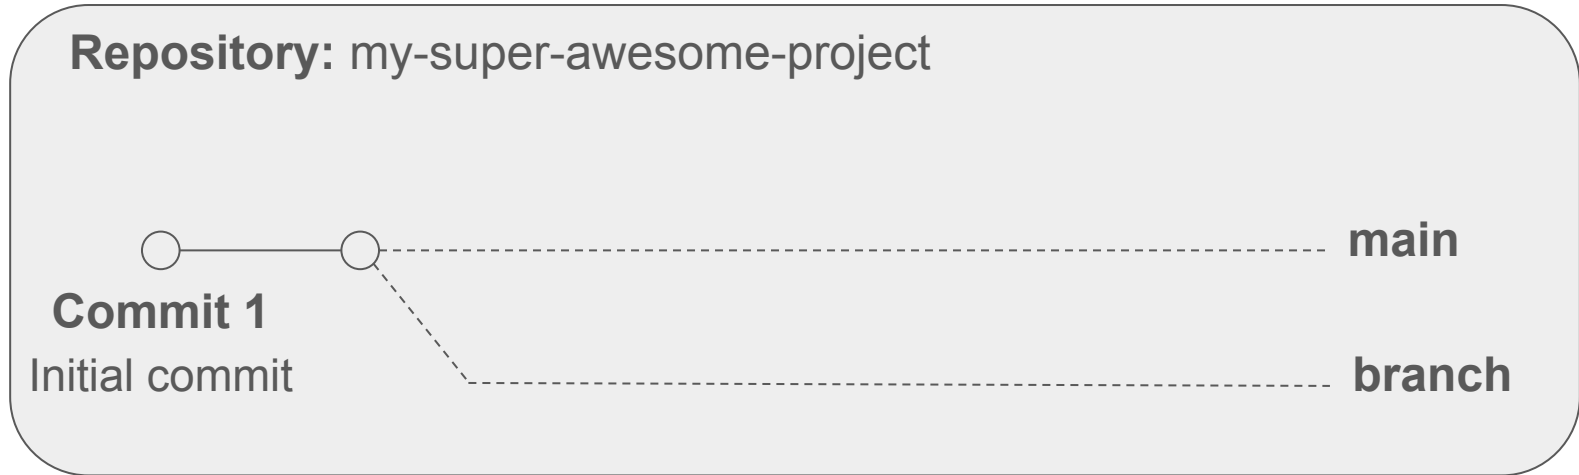 Repository: my-super-awesome-project
main
Commit 1
Initial commit
branch